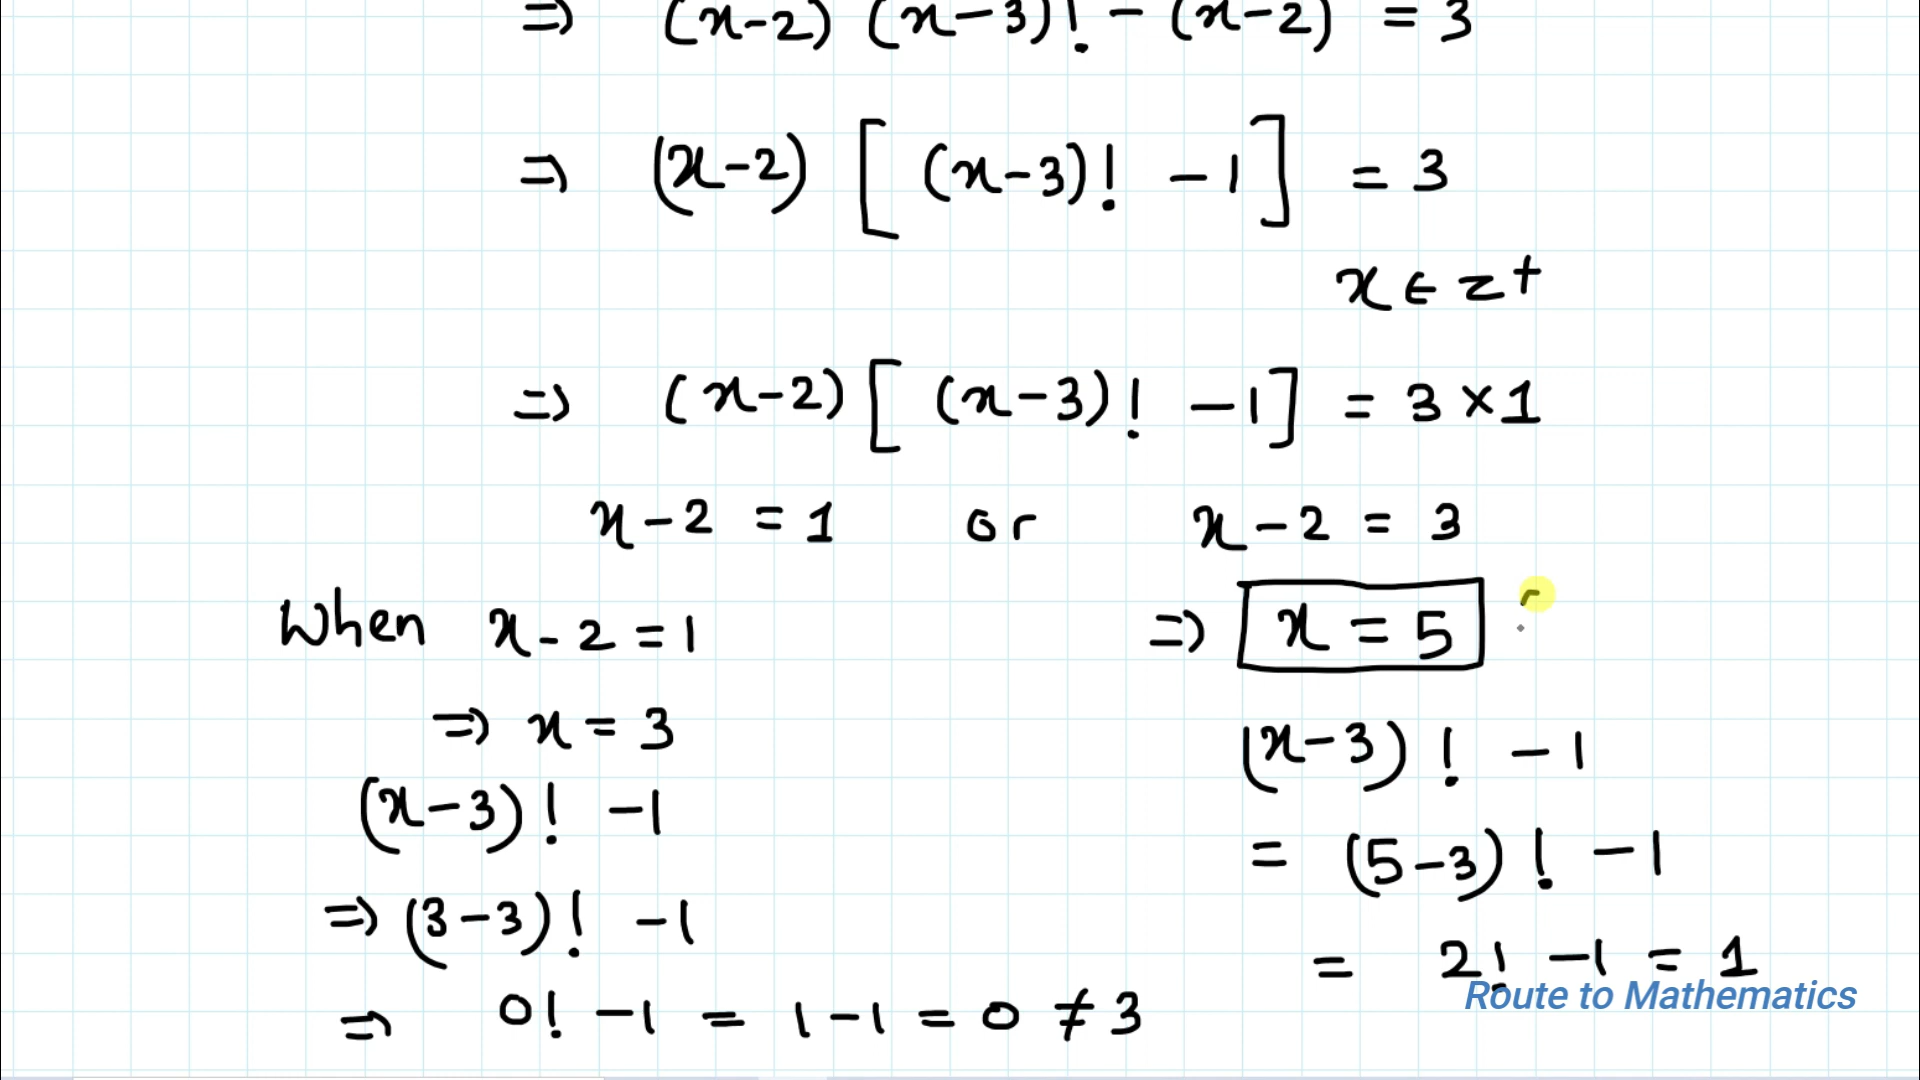 ⇒ (x-2) (x-3)! - (x-2) = 3
⇒ (x-2) [ (x-3)! - 1 ] = 3
x ∈ z+
⇒ (x-2) [ (x-3)! - 1 ] = 3 × 1
x - 2 = 1 or x - 2 = 3
When x - 2 = 1
⇒ x = 3
(x-3)! - 1
⇒ (3-3)! - 1
⇒ 0! - 1 = 1 - 1 = 0 ≠ 3
⇒ x = 5
(x-3)! - 1
= (5-3)! - 1
= 2! - 1 = 1
Route to Mathematics